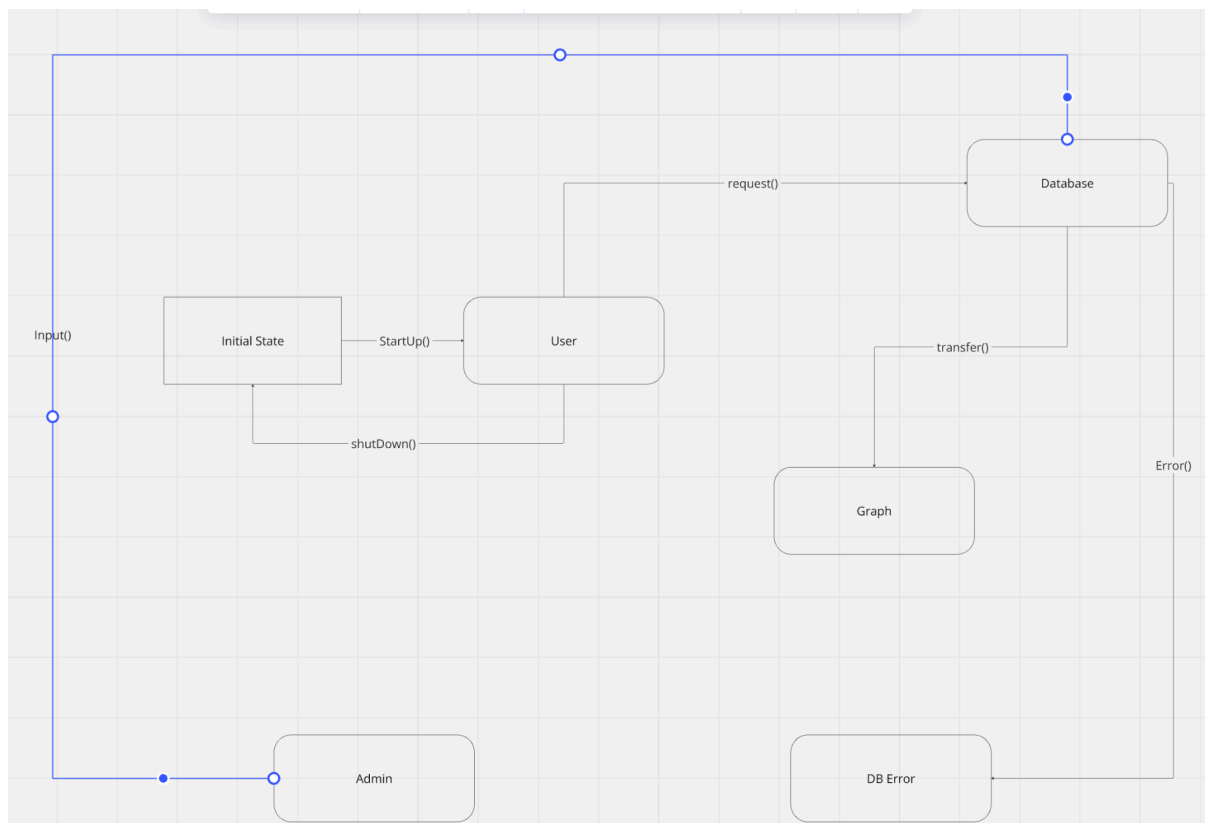 request()
Database
Input()
Initial State
StartUp()
User
transfer()
shutDown()
Error()
Graph
Admin
DB Error